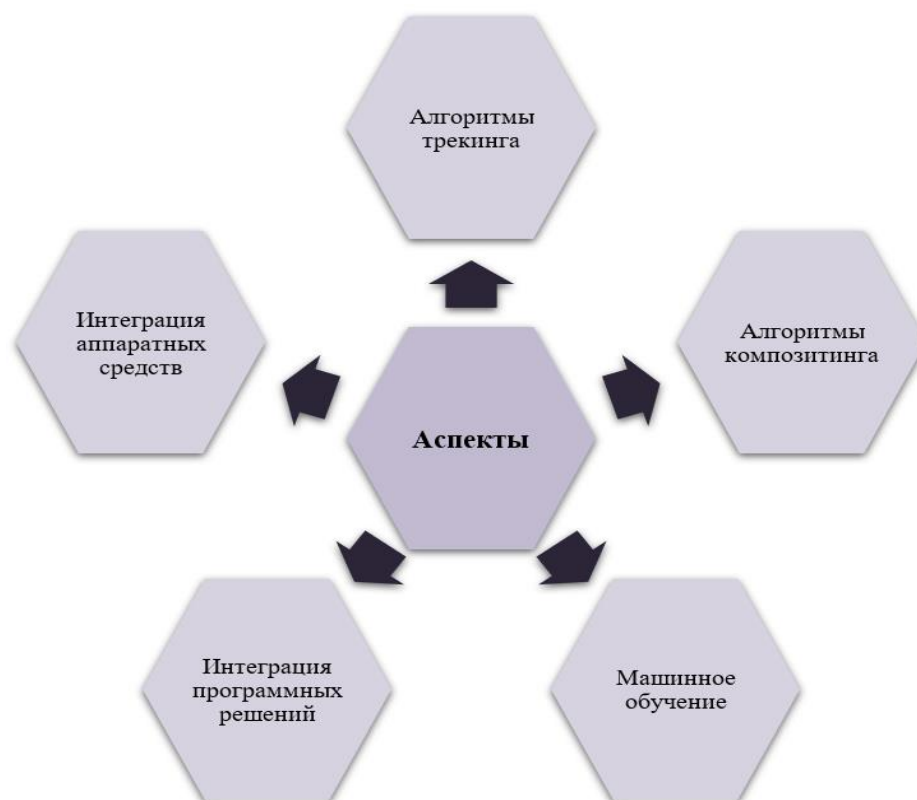 Алгоритмы
трекинга
Интеграция
аппаратных
средств
Алгоритмы
композитинга
Аспекты
Интеграция
программных
решений
Машинное
обучение